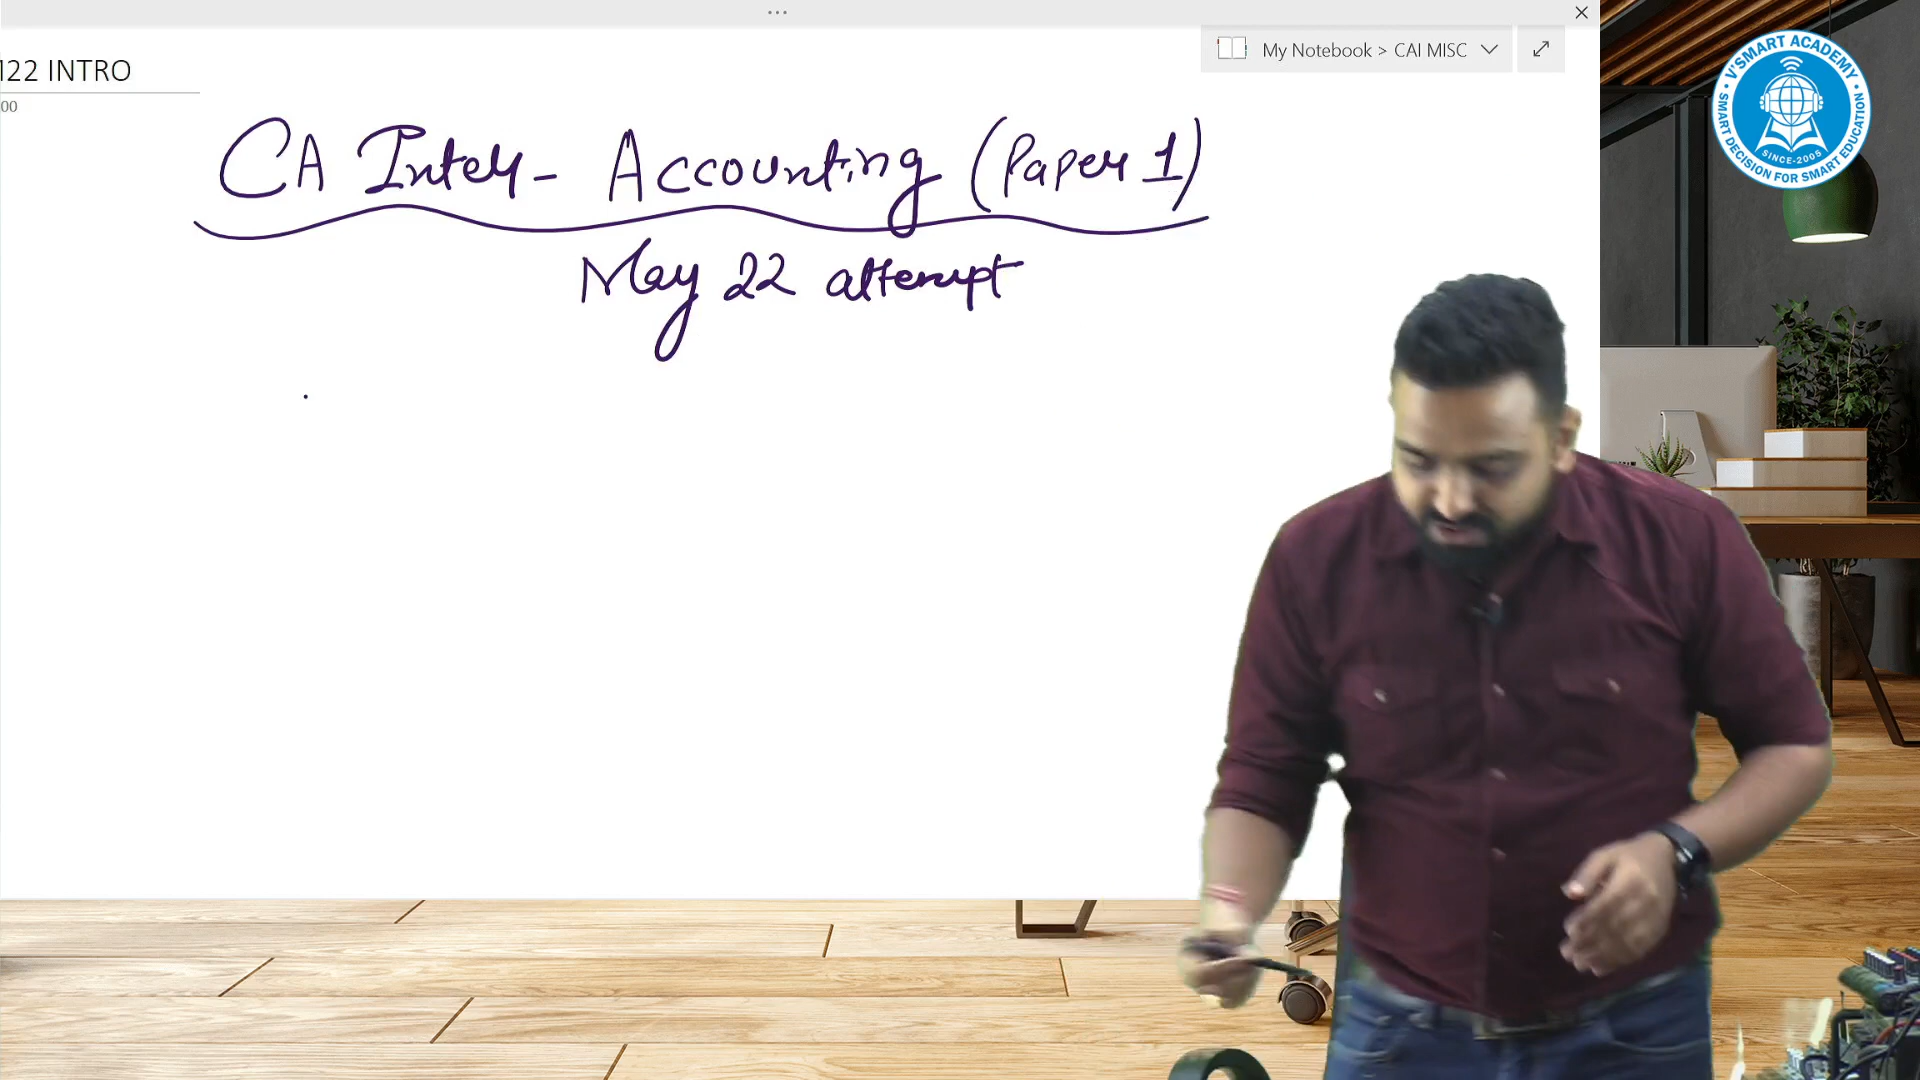 My Notebook > CAI MISC
122 INTRO
00
CA Inter- Accounting (Paper 1)
May 22 attempt
V'SMART ACADEMY
SINCE-2005
SMART DECISION FOR SMART EDUCATION